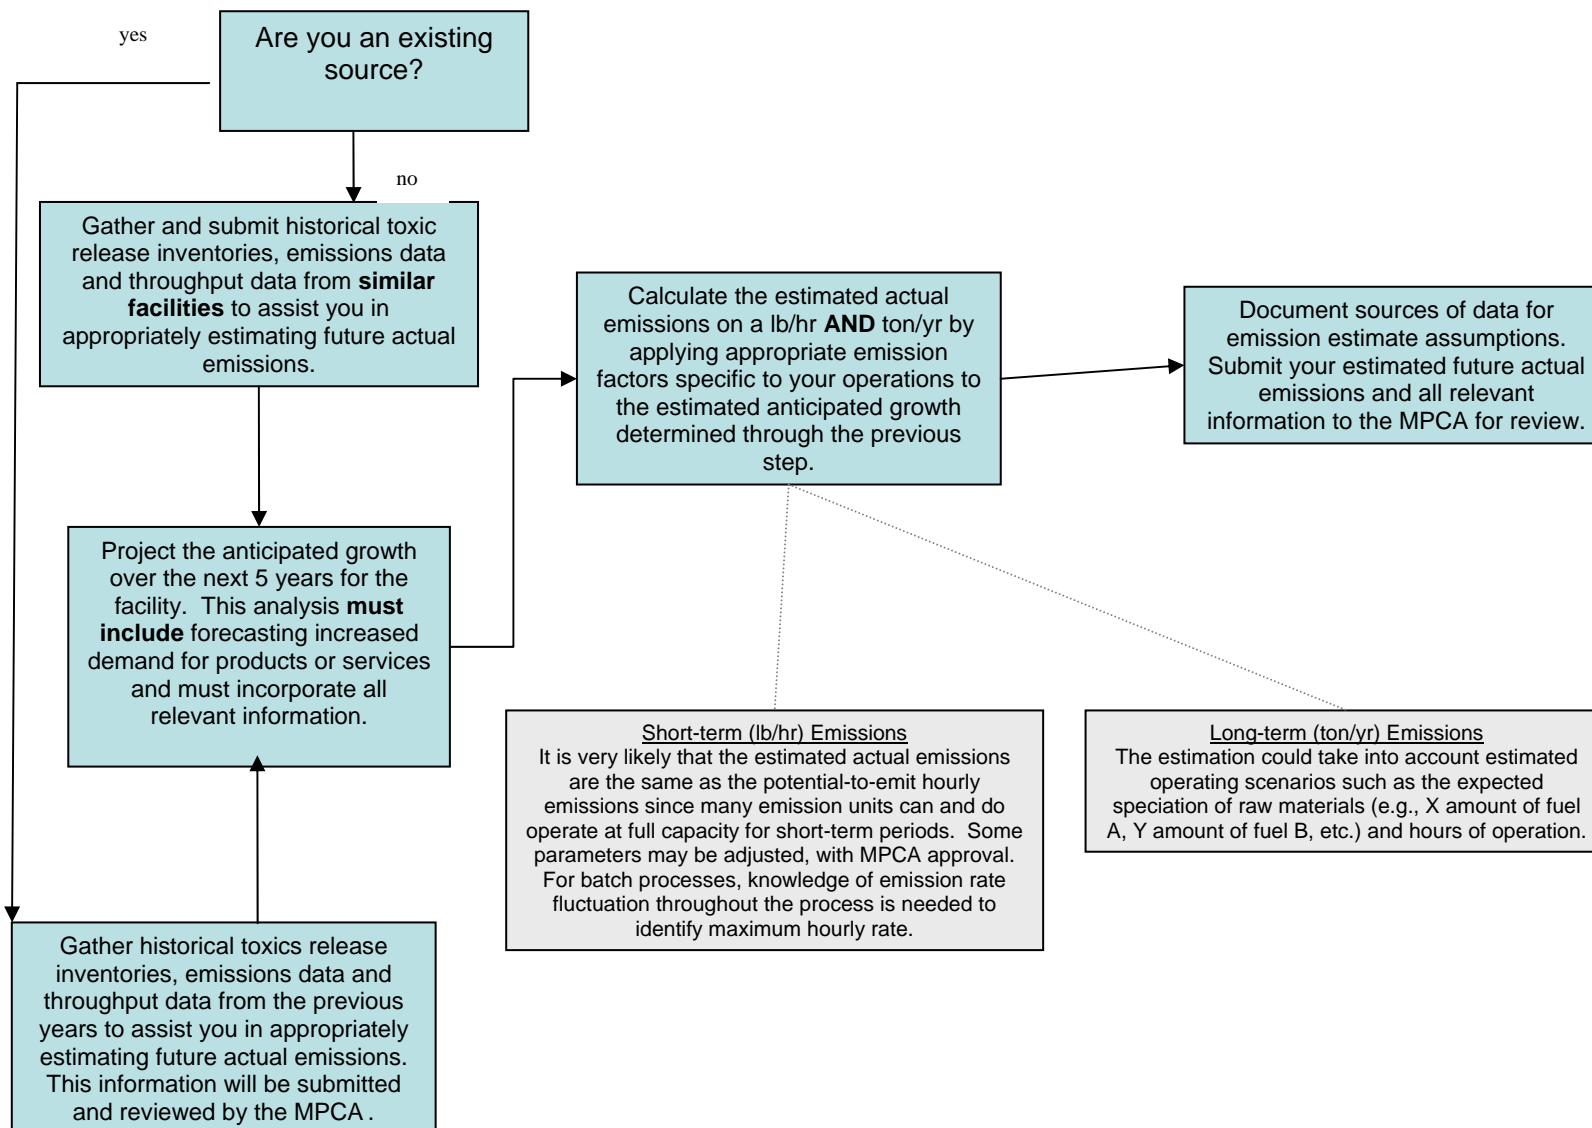 yes
Are you an existing
source?
no
Gather and submit historical toxic
release inventories, emissions data
and throughput data from similar
facilities to assist you in
appropriately estimating future actual
emissions.
Calculate the estimated actual
emissions on a lb/hr AND ton/yr by
applying appropriate emission
factors specific to your operations to
the estimated anticipated growth
determined through the previous
step.
Document sources of data for
emission estimate assumptions.
Submit your estimated future actual
emissions and all relevant
information to the MPCA for review.
Project the anticipated growth
over the next 5 years for the
facility.  This analysis must
include forecasting increased
demand for products or services
and must incorporate all
relevant information.
Short-term (lb/hr) Emissions
It is very likely that the estimated actual emissions
are the same as the potential-to-emit hourly
emissions since many emission units can and do
operate at full capacity for short-term periods.  Some
parameters may be adjusted, with MPCA approval.
For batch processes, knowledge of emission rate
fluctuation throughout the process is needed to
identify maximum hourly rate.
Long-term (ton/yr) Emissions
The estimation could take into account estimated
operating scenarios such as the expected
speciation of raw materials (e.g., X amount of fuel
A, Y amount of fuel B, etc.) and hours of operation.
Gather historical toxics release
inventories, emissions data and
throughput data from the previous
years to assist you in appropriately
estimating future actual emissions.
This information will be submitted
and reviewed by the MPCA .